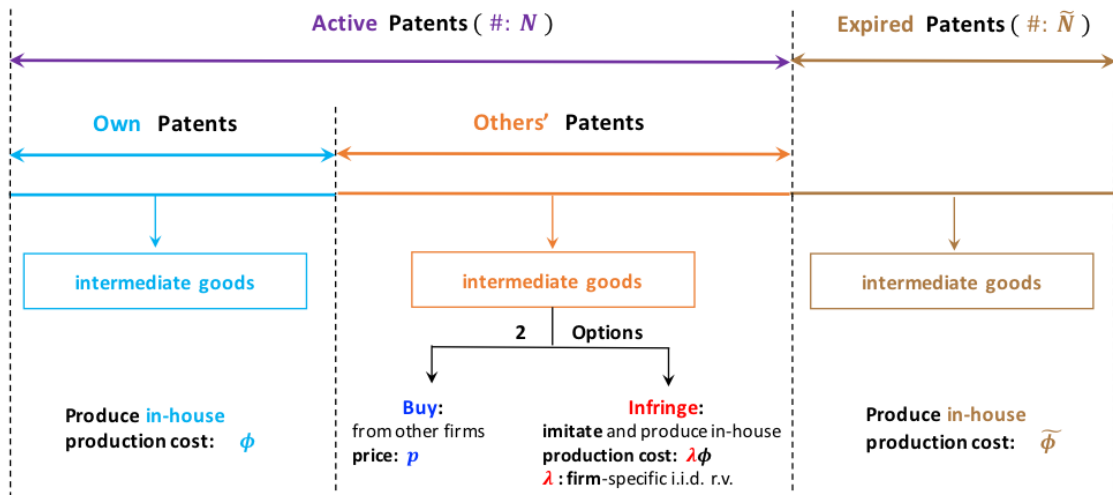 Active Patents ( #: N )
Expired Patents ( #: Ñ )
Own Patents
Others' Patents
intermediate goods
intermediate goods
intermediate goods
2 Options
Produce in-house
production cost: ϕ
Buy:
from other firms
price: p
Infringe:
imitate and produce in-house
production cost: λϕ
λ : firm-specific i.i.d. r.v.
Produce in-house
production cost: ϕ̃